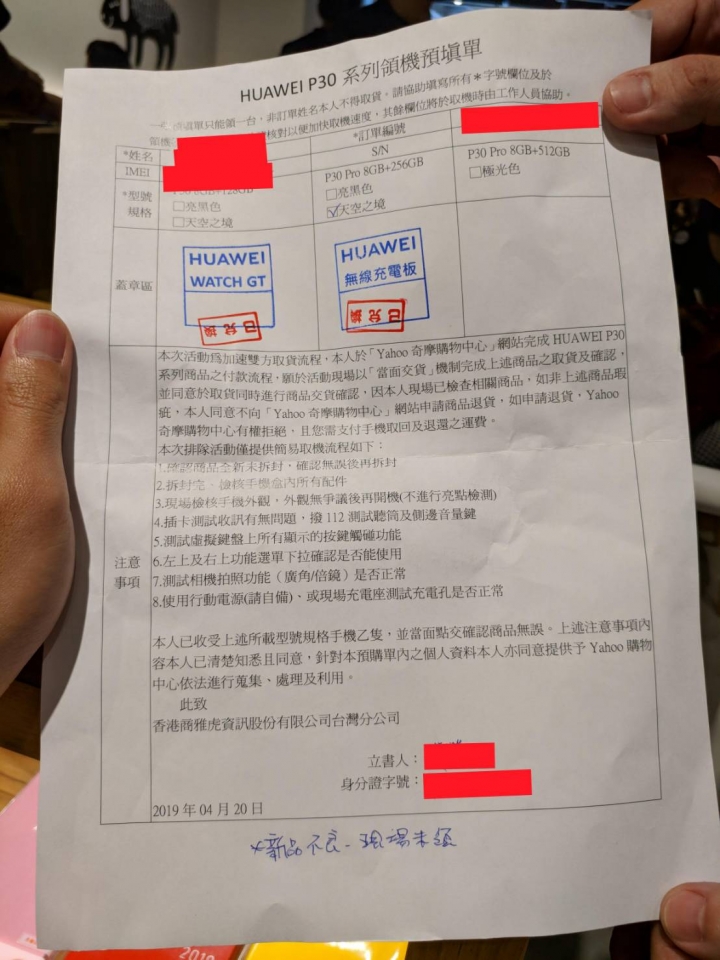 HUAWEI P30 系列領機預填單
填單只能領一台,非訂單姓名本人不得取貨。請協助填寫所有*字號欄位及於
領機 核對以便加快取機速度,其餘欄位將於取機時由工作人員協助。
*姓名 *訂單編號
IMEI S/N
*型號規格 P30 8GB+128GB P30 Pro 8GB+256GB P30 Pro 8GB+512GB
□亮黑色 □亮黑色 □極光色
□天空之境 ☑天空之境
蓋章區
HUAWEI WATCH GT
已兌換
HUAWEI 無線充電板
已兌換
注意事項
本次活動為加速雙方取貨流程,本人於「Yahoo 奇摩購物中心」網站完成 HUAWEI P30
系列商品之付款流程,願於活動現場以「當面交貨」機制完成上述商品之取貨及確認,
並同意於取貨同時進行商品交貨確認,因本人現場已檢查相關商品,如非上述商品瑕
疵,本人同意不向「Yahoo 奇摩購物中心」網站申請商品退貨,如申請退貨,Yahoo
奇摩購物中心有權拒絕,且您需支付手機取回及退還之運費。
本次排隊活動僅提供簡易取機流程如下:
1.確認商品全新未拆封,確認無誤後再拆封
2.拆封完、檢核手機盒內所有配件
3.現場檢核手機外觀,外觀無爭議後再開機(不進行亮點檢測)
4.插卡測試收訊有無問題,撥 112 測試聽筒及側邊音量鍵
5.測試虛擬鍵盤上所有顯示的按鍵觸碰功能
6.左上及右上功能選單下拉確認是否能使用
7.測試相機拍照功能(廣角/倍鏡)是否正常
8.使用行動電源(請自備)、或現場充電座測試充電孔是否正常
本人已收受上述所載型號規格手機乙隻,並當面點交確認商品無誤。上述注意事項內
容本人已清楚知悉且同意,針對本預購單內之個人資料本人亦同意提供予 Yahoo 購物
中心依法進行蒐集、處理及利用。
此致
香港商雅虎資訊股份有限公司台灣分公司
立書人:
身分證字號:
2019 年 04 月 20 日
*新品不良-現場未領
2019